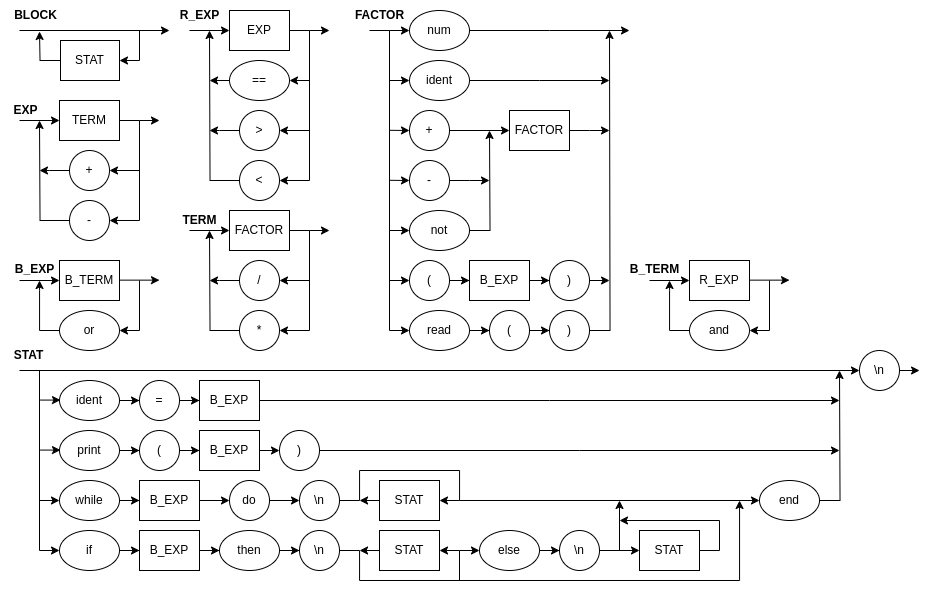 BLOCK
STAT
R_EXP
EXP
==
>
<
FACTOR
num
ident
+
FACTOR
-
not
( B_EXP )
read ( )
EXP
TERM
+
-
TERM
FACTOR
/
*
B_EXP
B_TERM
or
B_TERM
R_EXP
and
STAT
\n
ident = B_EXP
print ( B_EXP )
while B_EXP do \n STAT end
if B_EXP then \n STAT else \n STAT